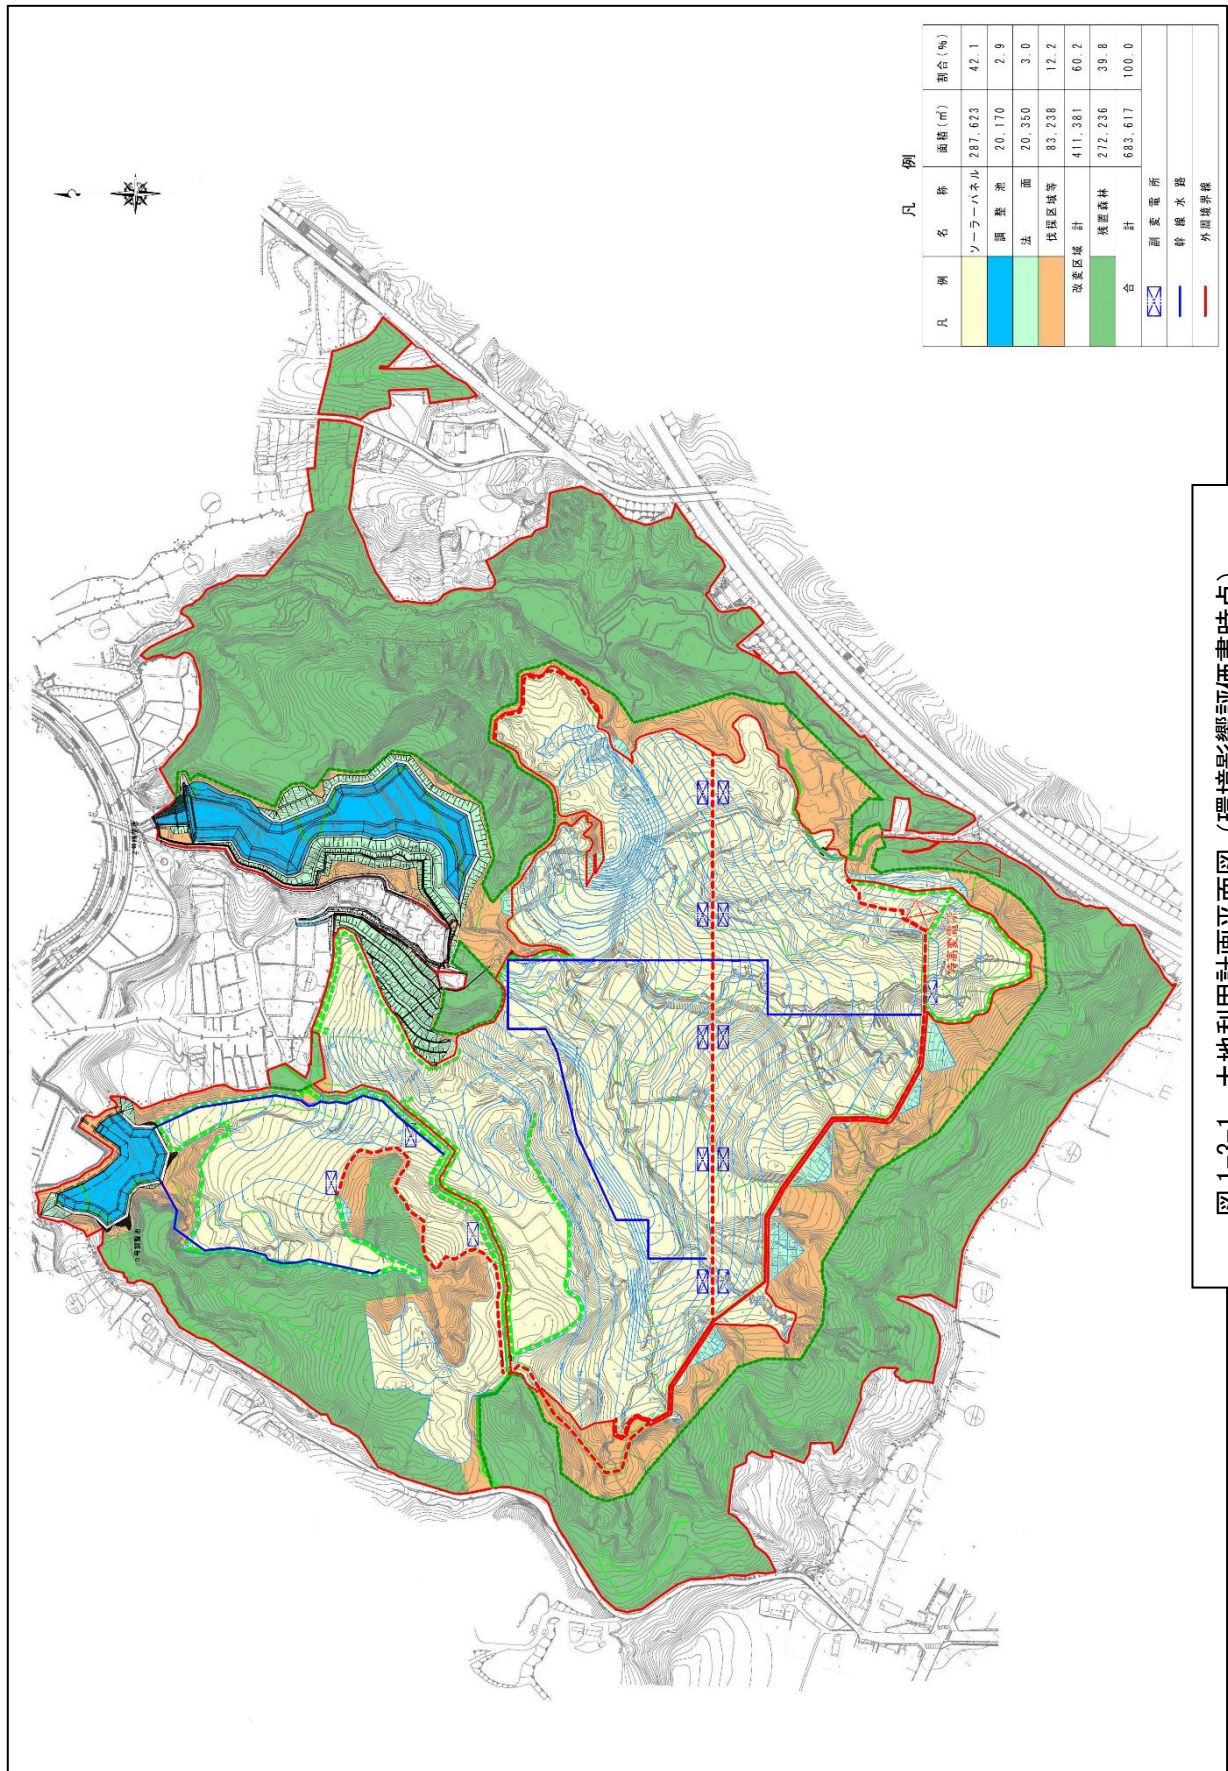 凡　例
凡　例　名　称　面積(㎡)　割合(%)
ソーラーパネル　287,623　42.1
調整池　20,170　2.9
法面　20,350　3.0
伐採区域等　83,238　12.2
改変区域 計　411,381　60.2
残置森林　272,236　39.8
合計　683,617　100.0
副変電所
幹線水路
外周境界線
特高変電所
図 1-2-1　土地利用計画平面図（環境影響評価書時点）